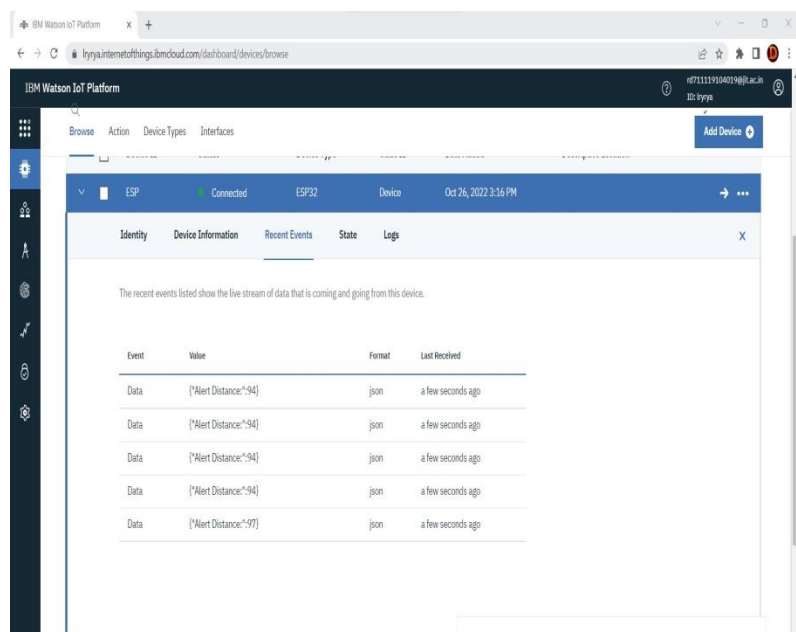 IBM Watson IoT Platform
lryrya.internetofthings.ibmcloud.com/dashboard/devices/browse
IBM Watson IoT Platform
rd711119104019@jit.ac.in
ID: lryrya
Browse Action Device Types Interfaces
Add Device
ESP Connected ESP32 Device Oct 26, 2022 3:16 PM
Identity Device Information Recent Events State Logs
The recent events listed show the live stream of data that is coming and going from this device.
Event Value Format Last Received
Data {"Alert Distance:":94} json a few seconds ago
Data {"Alert Distance:":94} json a few seconds ago
Data {"Alert Distance:":94} json a few seconds ago
Data {"Alert Distance:":94} json a few seconds ago
Data {"Alert Distance:":97} json a few seconds ago